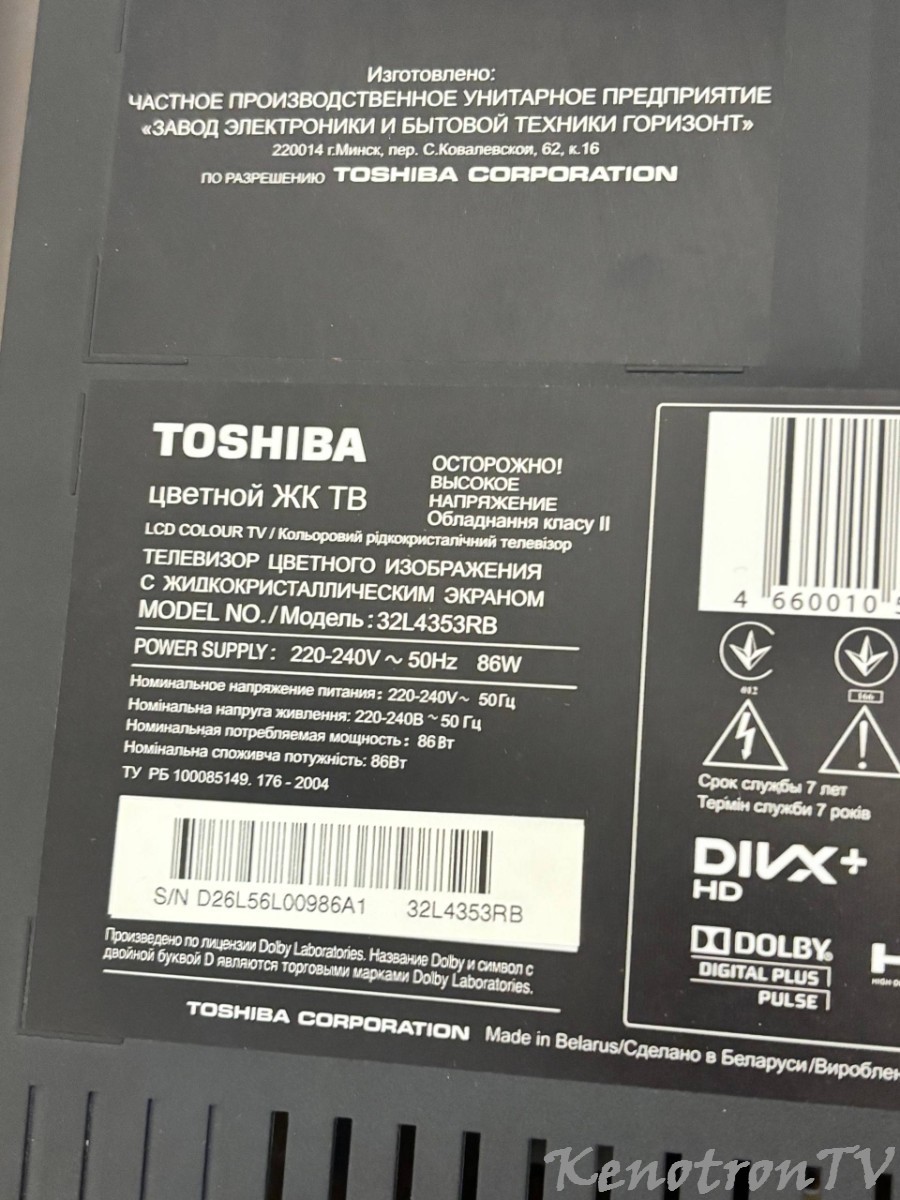 Изготовлено:
ЧАСТНОЕ ПРОИЗВОДСТВЕННОЕ УНИТАРНОЕ ПРЕДПРИЯТИЕ
«ЗАВОД ЭЛЕКТРОНИКИ И БЫТОВОЙ ТЕХНИКИ ГОРИЗОНТ»
220014 г.Минск, пер. С.Ковалевской, 62, к.16
ПО РАЗРЕШЕНИЮ TOSHIBA CORPORATION
TOSHIBA
цветной ЖК ТВ
ОСТОРОЖНО!
ВЫСОКОЕ
НАПРЯЖЕНИЕ
Обладнання класу II
LCD COLOUR TV / Кольоровий рідкокристалічний телевізор
ТЕЛЕВИЗОР ЦВЕТНОГО ИЗОБРАЖЕНИЯ
С ЖИДКОКРИСТАЛЛИЧЕСКИМ ЭКРАНОМ
MODEL NO./Модель: 32L4353RB
POWER SUPPLY: 220-240V ~ 50Hz 86W
Номинальное напряжение питания: 220-240V~ 50Гц
Номінальна напруга живлення: 220-240В ~ 50 Гц
Номинальная потребляемая мощность: 86 Вт
Номінальна споживча потужність: 86Вт
ТУ РБ 100085149. 176 - 2004
S/N D26L56L00986A1 32L4353RB
Произведено по лицензии Dolby Laboratories. Название Dolby и символ с
двойной буквой D являются торговыми марками Dolby Laboratories.
TOSHIBA CORPORATION Made in Belarus/Сделано в Беларуси/Вироблен
4 660010 5
012
166
Срок службы 7 лет
Термін служби 7 років
DIVX+
HD
DOLBY
DIGITAL PLUS
PULSE
KenotronTV